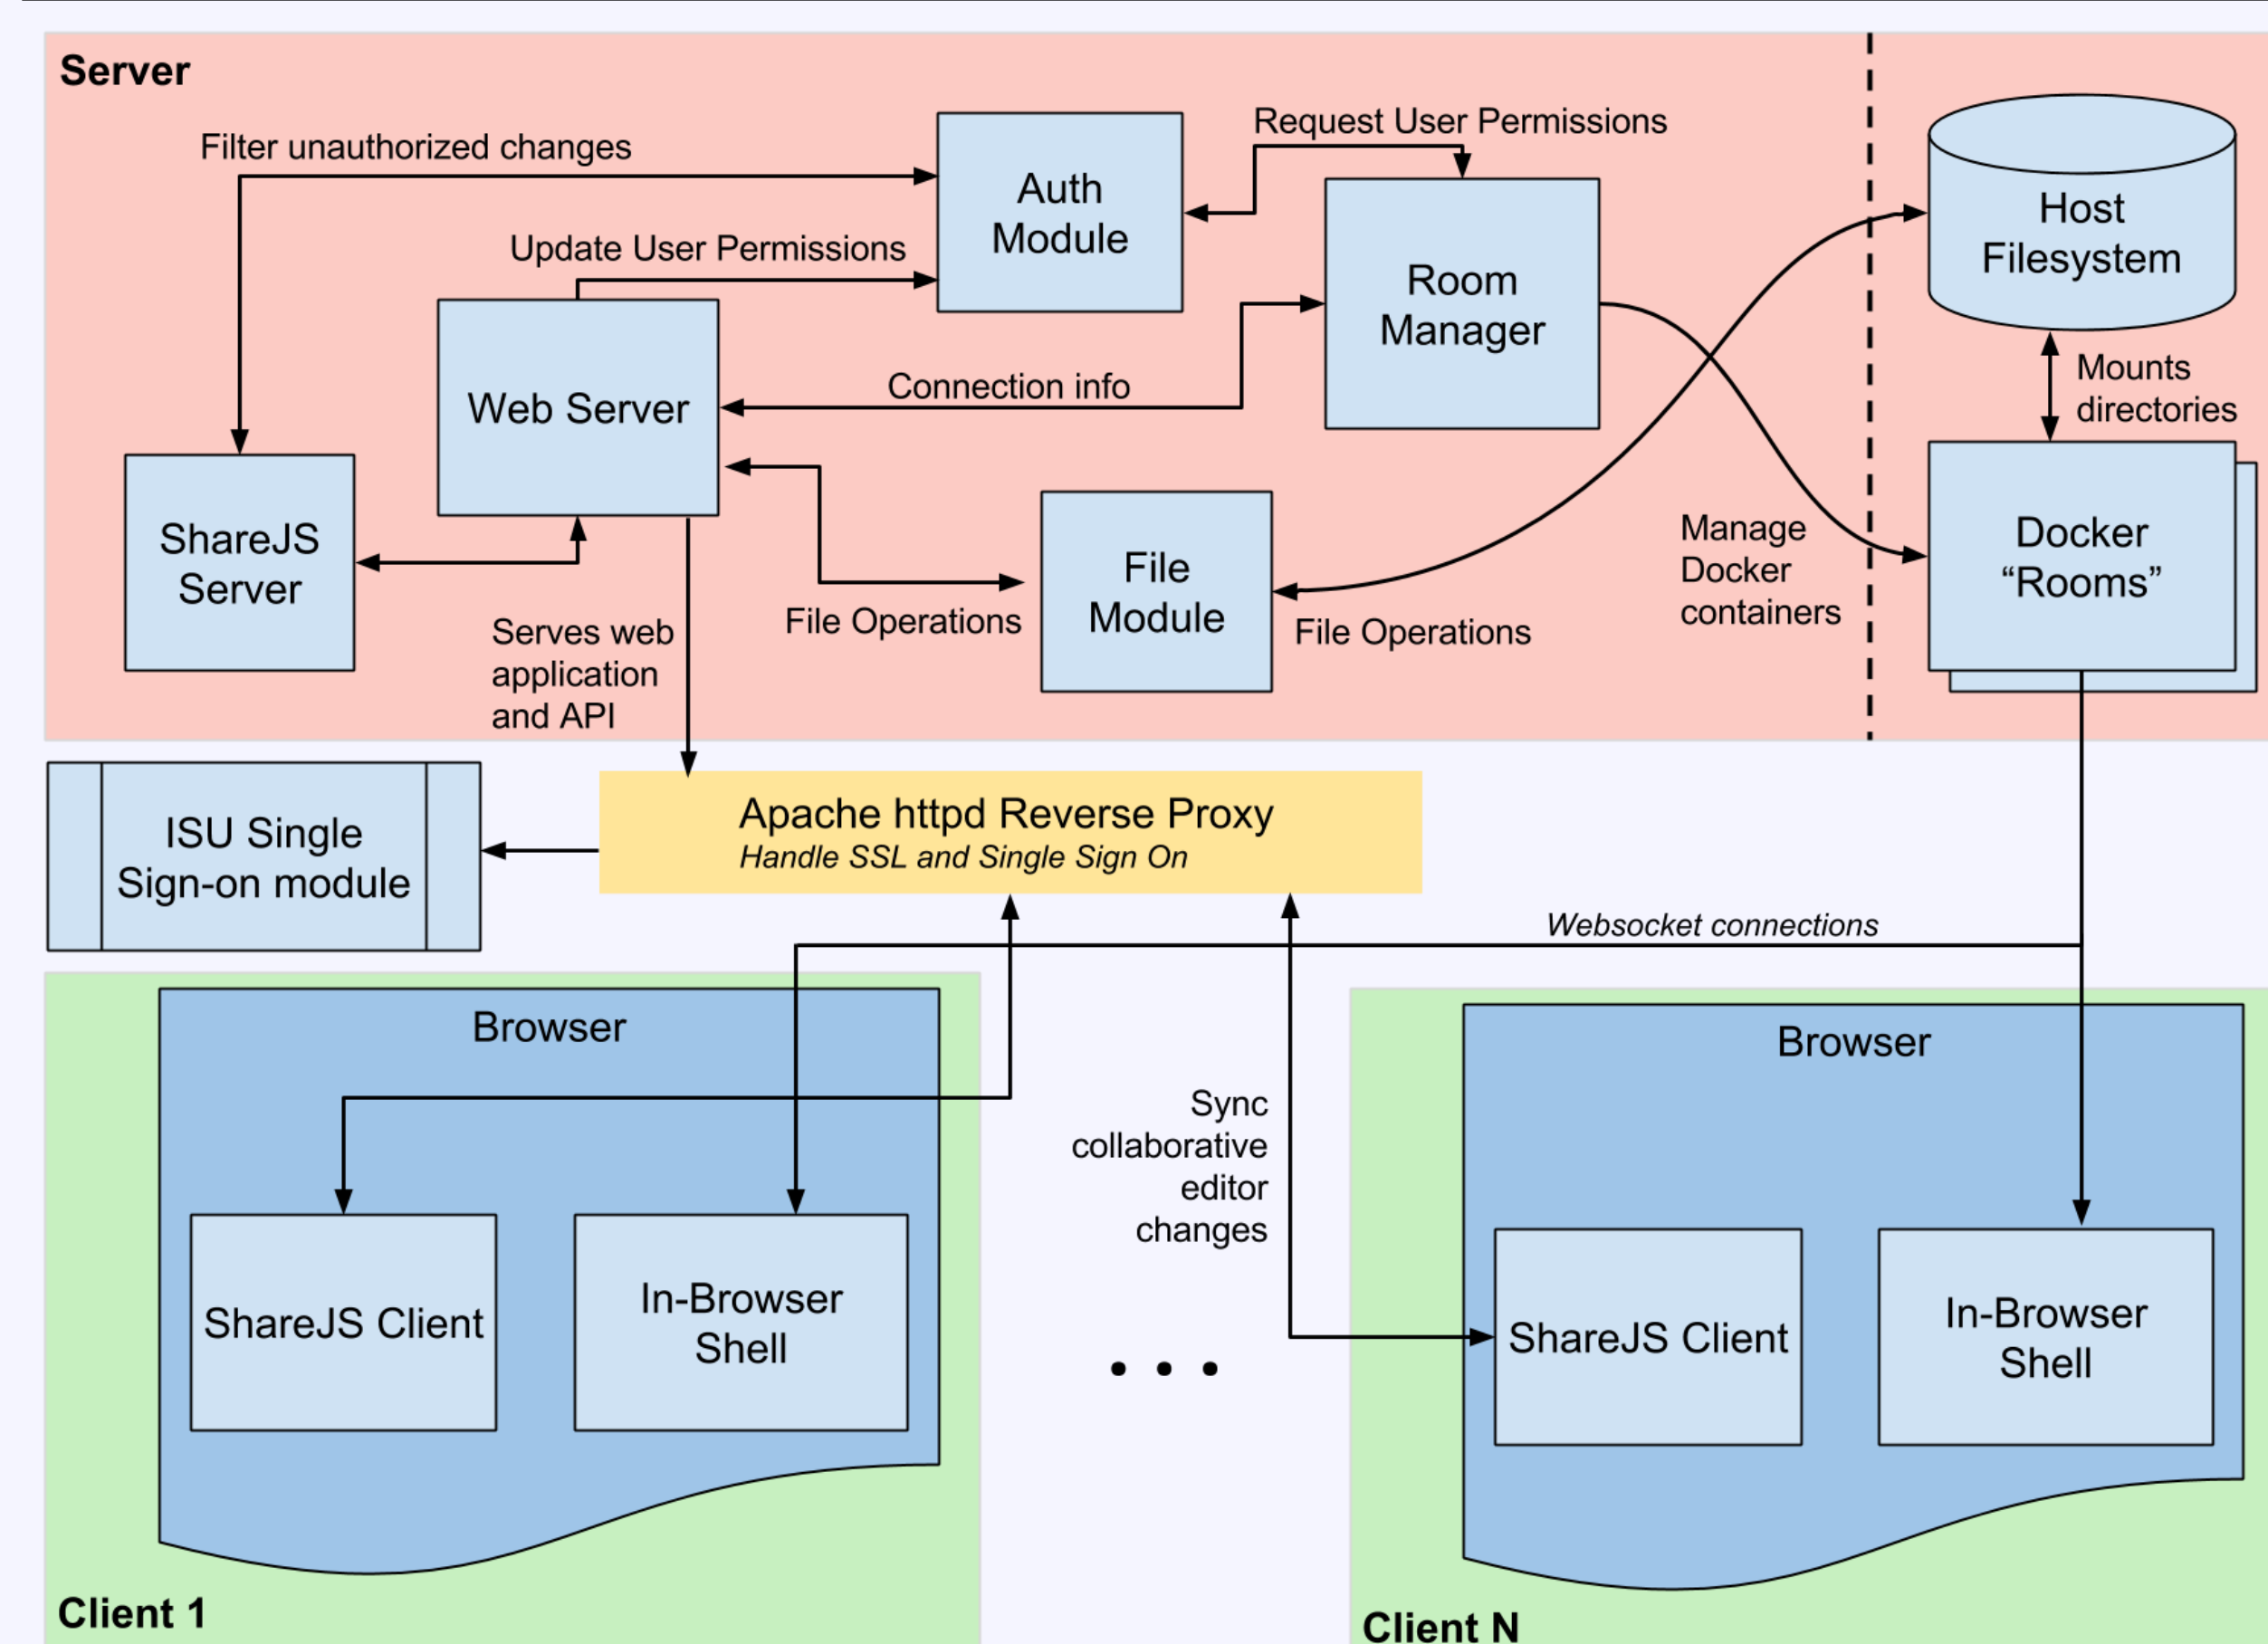 Server
Filter unauthorized changes
Request User Permissions
Auth
Module
Host
Filesystem
Update User Permissions
Room
Manager
Mounts
directories
Connection info
Web Server
ShareJS
Server
Manage
Docker
containers
Docker
“Rooms”
File
Module
File Operations
File Operations
Serves web
application
and API
Apache httpd Reverse Proxy
Handle SSL and Single Sign On
ISU Single
Sign-on module
Websocket connections
Browser
ShareJS Client
In-Browser
Shell
Client 1
Sync
collaborative
editor
changes
. . .
Browser
ShareJS Client
In-Browser
Shell
Client N